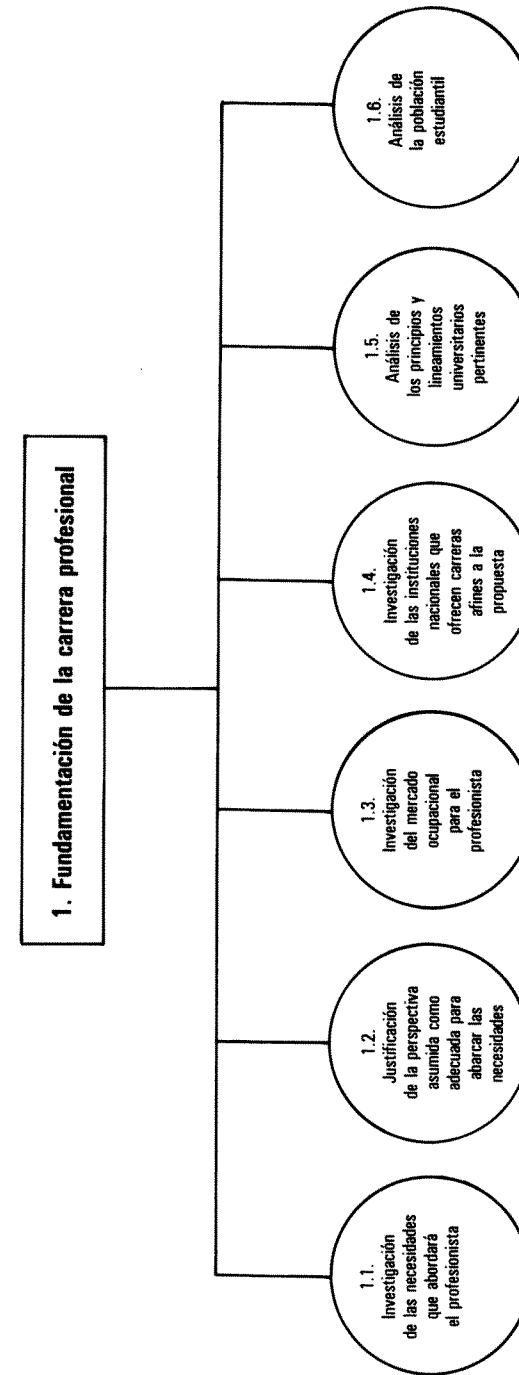 1. Fundamentación de la carrera profesional
1.1.
Investigación
de las necesidades
que abordará
el profesionista
1.2.
Justificación
de la perspectiva
asumida como
adecuada para
abarcar las
necesidades
1.3.
Investigación
del mercado
ocupacional
para el
profesionista
1.4.
Investigación
de las instituciones
nacionales que
ofrecen carreras
afines a la
propuesta
1.5.
Análisis de
los principios y
lineamientos
universitarios
pertinentes
1.6.
Análisis de
la población
estudiantil